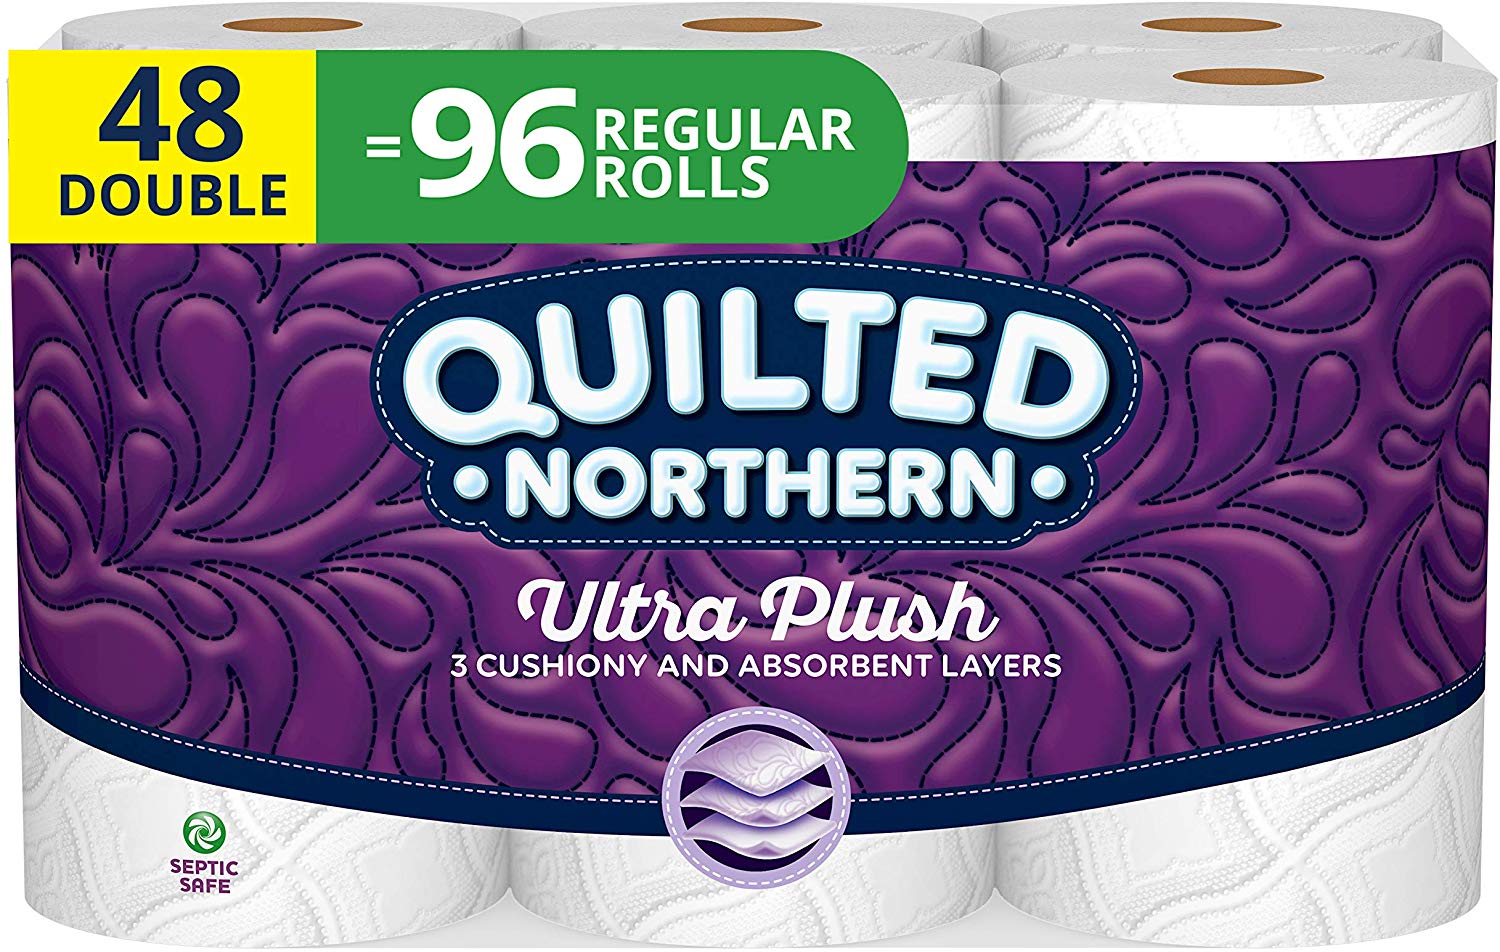 48
DOUBLE
= 96 REGULAR
ROLLS
QUILTED
NORTHERN
Ultra Plush
3 CUSHIONY AND ABSORBENT LAYERS
SEPTIC
SAFE